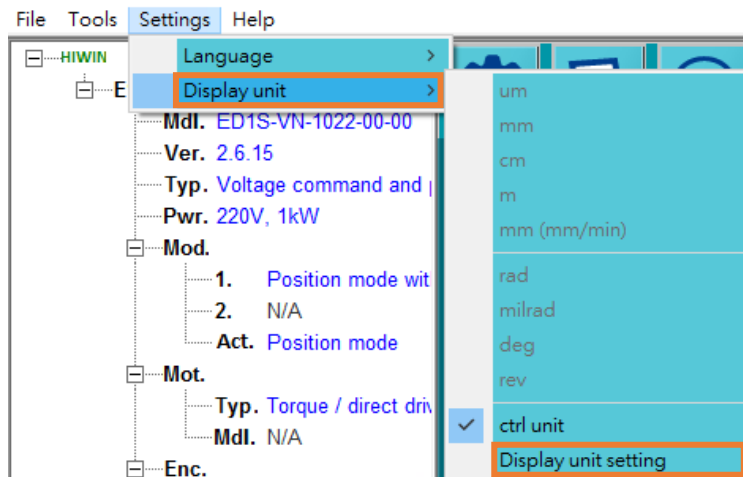 File Tools Settings Help
HIWIN
Language >
E Display unit >
um
Mdl. ED1S-VN-1022-00-00
mm
Ver. 2.6.15
cm
Typ. Voltage command and
m
Pwr. 220V, 1kW
mm (mm/min)
Mod.
rad
1. Position mode wit
milrad
2. N/A
deg
Act. Position mode
rev
Mot.
Typ. Torque / direct driv
ctrl unit
Mdl. N/A
Display unit setting
Enc.